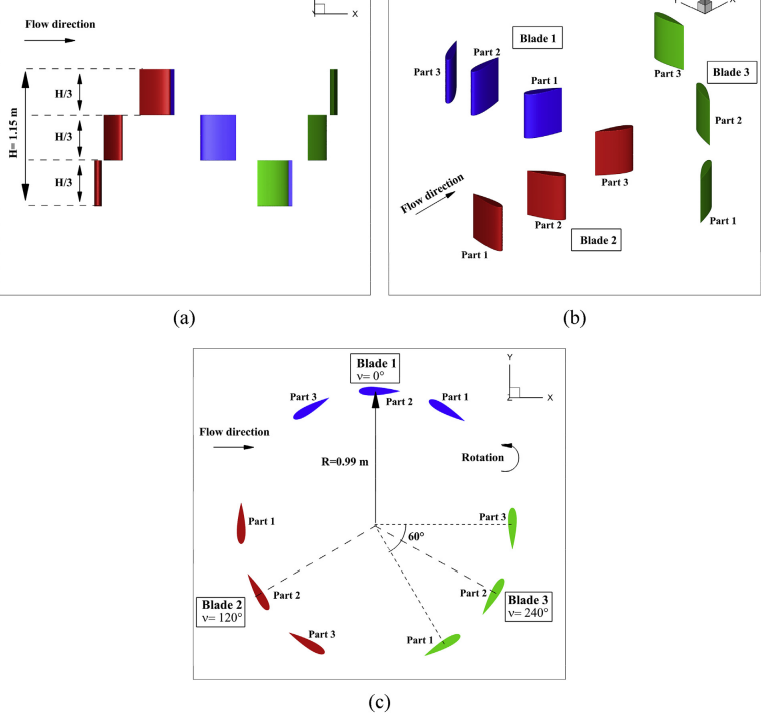 Flow direction
Y
X
H= 1.15 m
H/3
H/3
H/3
(a)
Y
X
Blade 1
Part 3
Part 2
Part 1
Part 3
Blade 3
Part 2
Part 3
Flow direction
Part 1
Part 2
Blade 2
Part 1
(b)
Blade 1
ν= 0°
Y
Z
X
Part 3
Part 2
Part 1
Flow direction
R=0.99 m
Rotation
Part 1
Part 3
60°
Part 2
Part 2
Blade 2
ν= 120°
Blade 3
ν= 240°
Part 3
Part 1
(c)